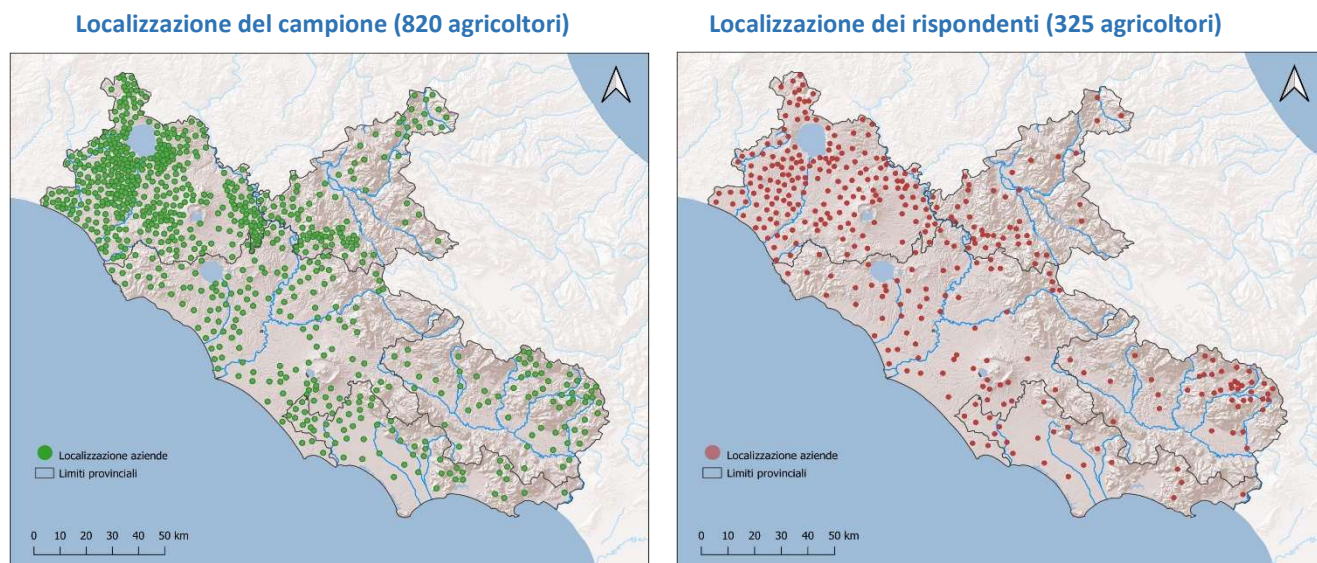 Localizzazione del campione (820 agricoltori)
Localizzazione aziende
Limiti provinciali
0 10 20 30 40 50 km
Localizzazione dei rispondenti (325 agricoltori)
Localizzazione aziende
Limiti provinciali
0 10 20 30 40 50 km